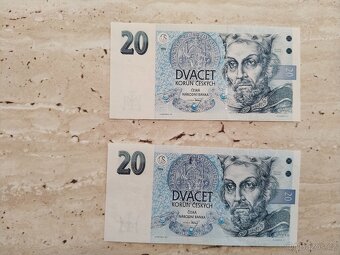 20
DVACET
KORUN ČESKÝCH
ČESKÁ
NÁRODNÍ BANKA
20
DVACET
KORUN ČESKÝCH
ČESKÁ
NÁRODNÍ BANKA